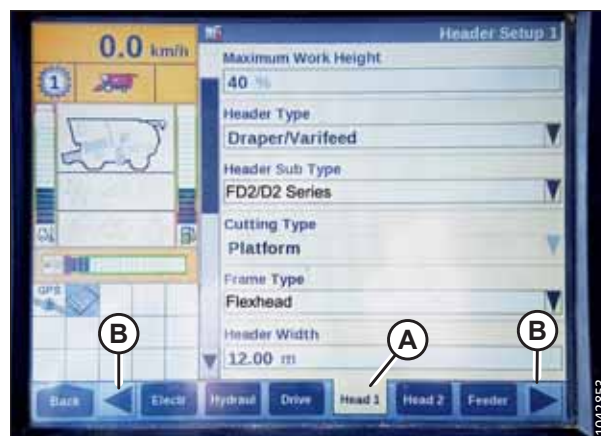 0.0 km/h
Header Setup 1
1
Maximum Work Height
40 %
Header Type
Draper/Varifeed
Header Sub Type
FD2/D2 Series
Cutting Type
Platform
Frame Type
Flexhead
GPS
Header Width
12.00 m
B
A
B
Back
Electr
Hydraul
Drive
Head 1
Head 2
Feeder
1042852